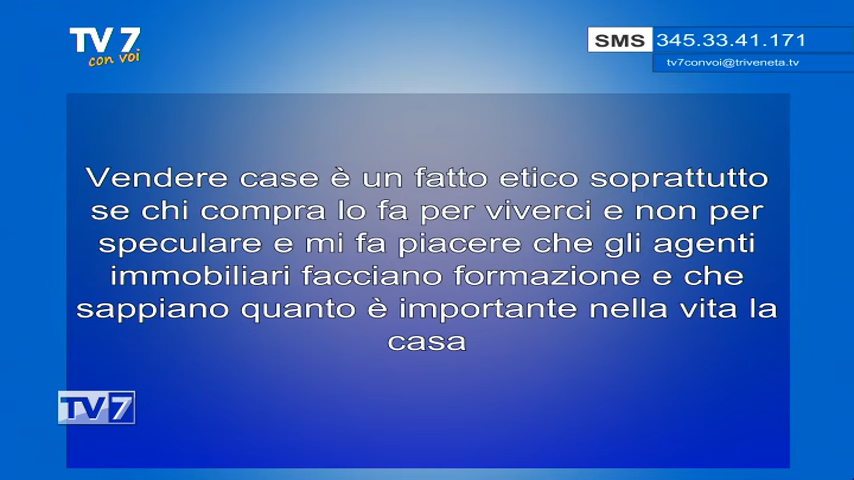 TV 7
con voi
SMS 345.33.41.171
tv7convoi@triveneta.tv
Vendere case è un fatto etico soprattutto
se chi compra lo fa per viverci e non per
speculare e mi fa piacere che gli agenti
immobiliari facciano formazione e che
sappiano quanto è importante nella vita la
casa
TV7